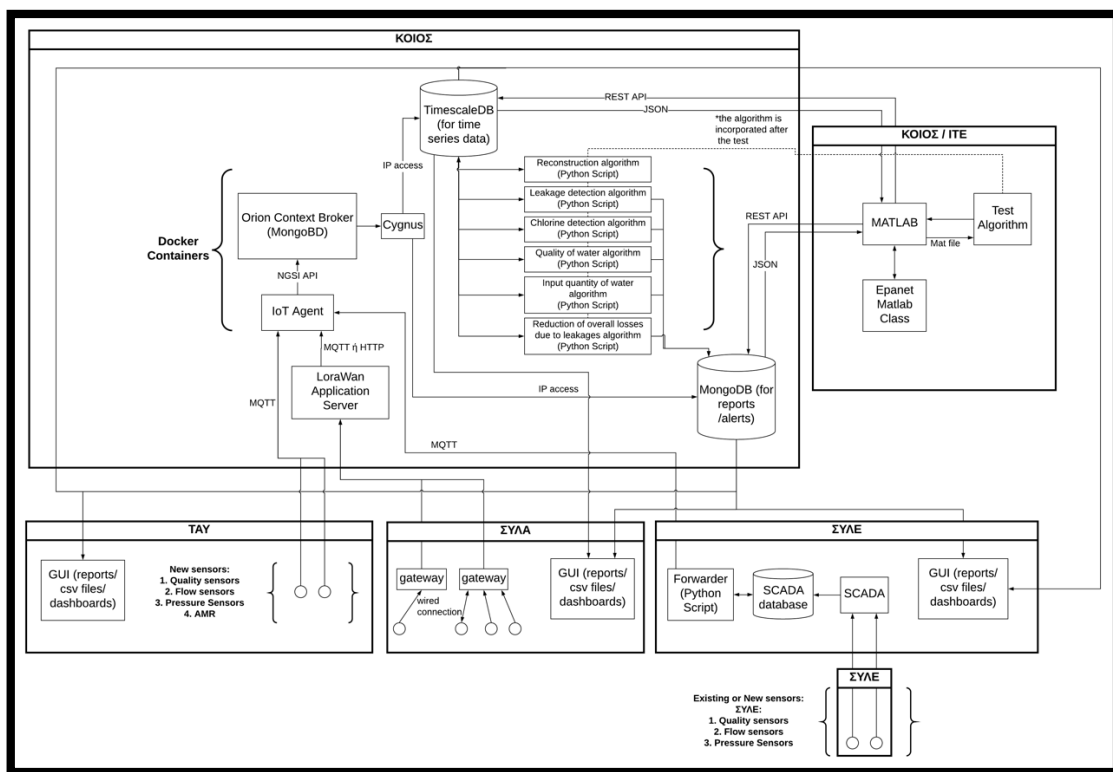 ΚΟΙΟΣ
TimescaleDB
(for time
series data)
REST API
JSON
*the algorithm is
incorporated after
the test
IP access
Docker
Containers
Orion Context Broker
(MongoBD)
Cygnus
NGSI API
IoT Agent
MQTT ή HTTP
LoraWan
Application
Server
MQTT
Reconstruction algorithm
(Python Script)
Leakage detection algorithm
(Python Script)
Chlorine detection algorithm
(Python Script)
Quality of water algorithm
(Python Script)
Input quantity of water
algorithm
(Python Script)
Reduction of overall losses
due to leakages algorithm
(Python Script)
REST API
JSON
IP access
MongoDB (for
reports
/alerts)
MQTT
ΚΟΙΟΣ / ITE
MATLAB
Mat file
Test
Algorithm
Epanet
Matlab
Class
ΤΑΥ
GUI (reports/
csv files/
dashboards)
New sensors:
1. Quality sensors
2. Flow sensors
3. Pressure Sensors
4. AMR
ΣΥΛΑ
gateway
gateway
wired
connection
GUI (reports/
csv files/
dashboards)
ΣΥΛΕ
Forwarder
(Python
Script)
SCADA
database
SCADA
GUI (reports/
csv files/
dashboards)
ΣΥΛΕ
Existing or New sensors:
ΣΥΛΕ:
1. Quality sensors
2. Flow sensors
3. Pressure Sensors